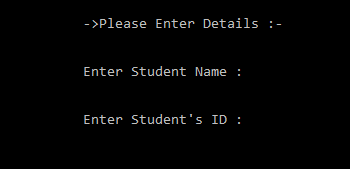 ->Please Enter Details :-
Enter Student Name :
Enter Student's ID :